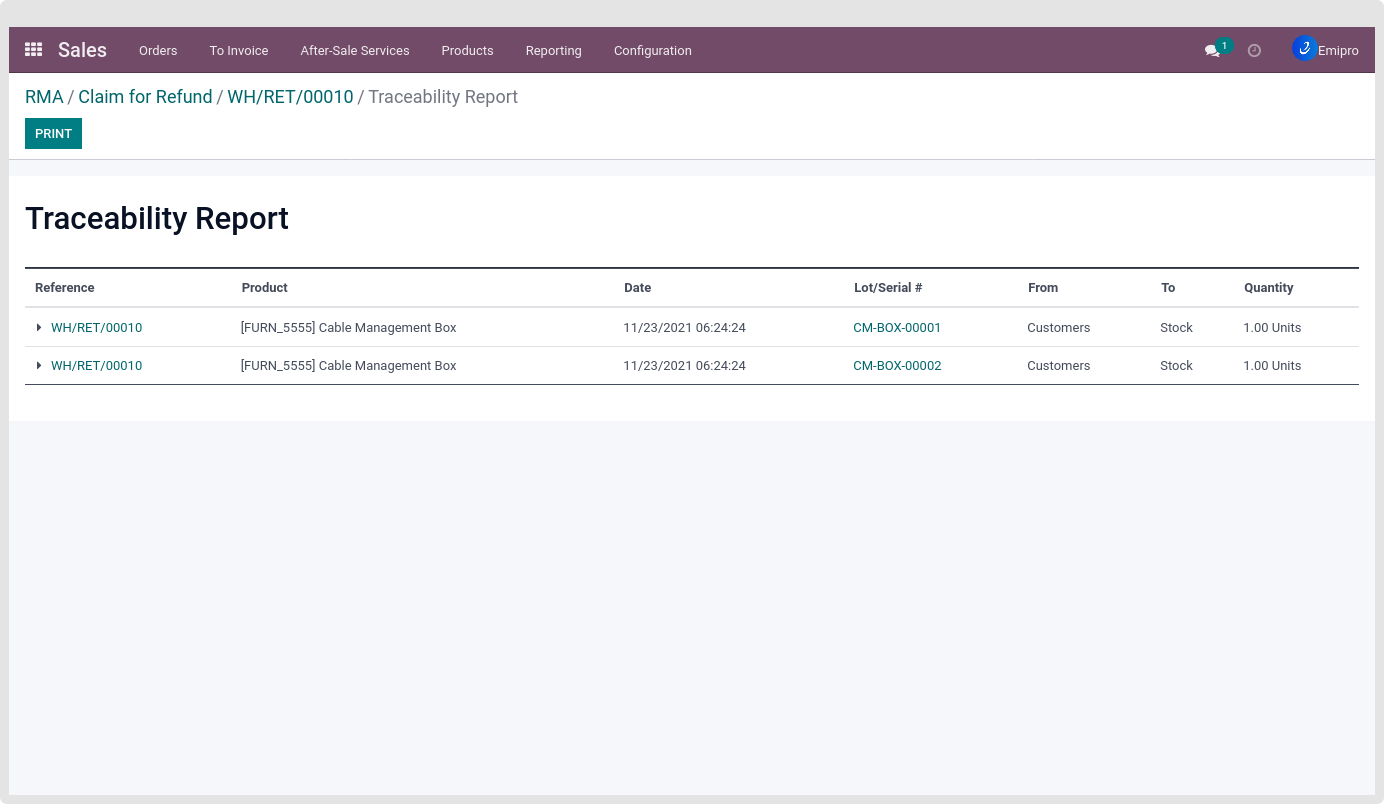 Sales Orders To Invoice After-Sale Services Products Reporting Configuration 1 Emipro
RMA / Claim for Refund / WH/RET/00010 / Traceability Report
PRINT
Traceability Report
Reference Product Date Lot/Serial # From To Quantity
WH/RET/00010 [FURN_5555] Cable Management Box 11/23/2021 06:24:24 CM-BOX-00001 Customers Stock 1.00 Units
WH/RET/00010 [FURN_5555] Cable Management Box 11/23/2021 06:24:24 CM-BOX-00002 Customers Stock 1.00 Units